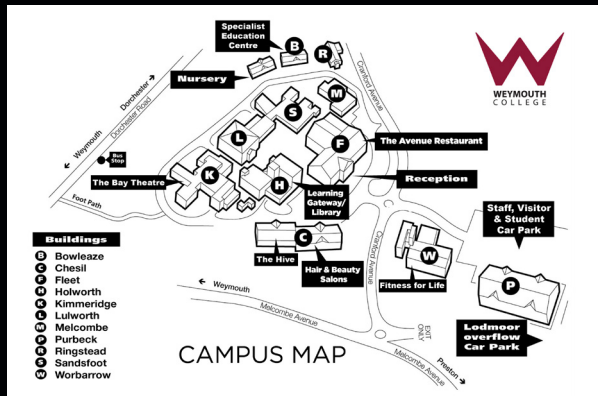 Specialist
Education
Centre
B
R
Nursery
Cranford Avenue
WEYMOUTH
COLLEGE
Dorchester
Dorchester Road
Weymouth
Bus
Stop
M
S
F
L
The Avenue Restaurant
K
H
The Bay Theatre
Reception
Learning
Gateway/
Library
Foot Path
Staff, Visitor
& Student
Car Park
C
The Hive
Hair & Beauty
Salons
Cranford Avenue
W
Fitness for Life
P
Lodmoor
overflow
Car Park
Weymouth
Melcombe Avenue
EXIT
ONLY
Melcombe Avenue
Preston
Buildings
B Bowleaze
C Chesil
F Fleet
H Holworth
K Kimmeridge
L Lulworth
M Melcombe
P Purbeck
R Ringstead
S Sandsfoot
W Worbarrow
CAMPUS MAP